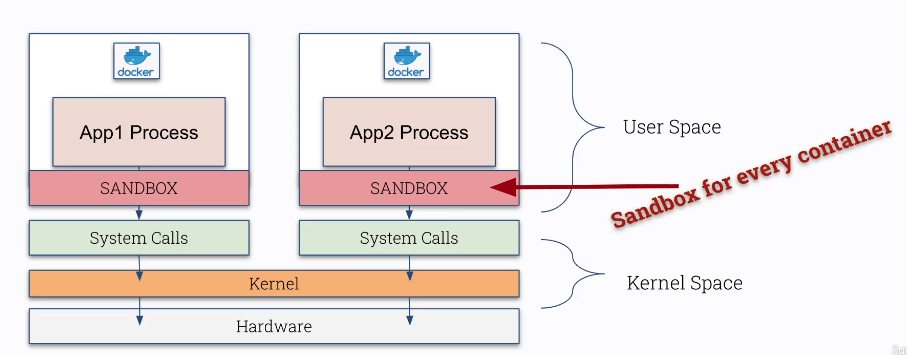 docker
docker
App1 Process
App2 Process
User Space
Sandbox for every container
SANDBOX
SANDBOX
System Calls
System Calls
Kernel
Kernel Space
Hardware